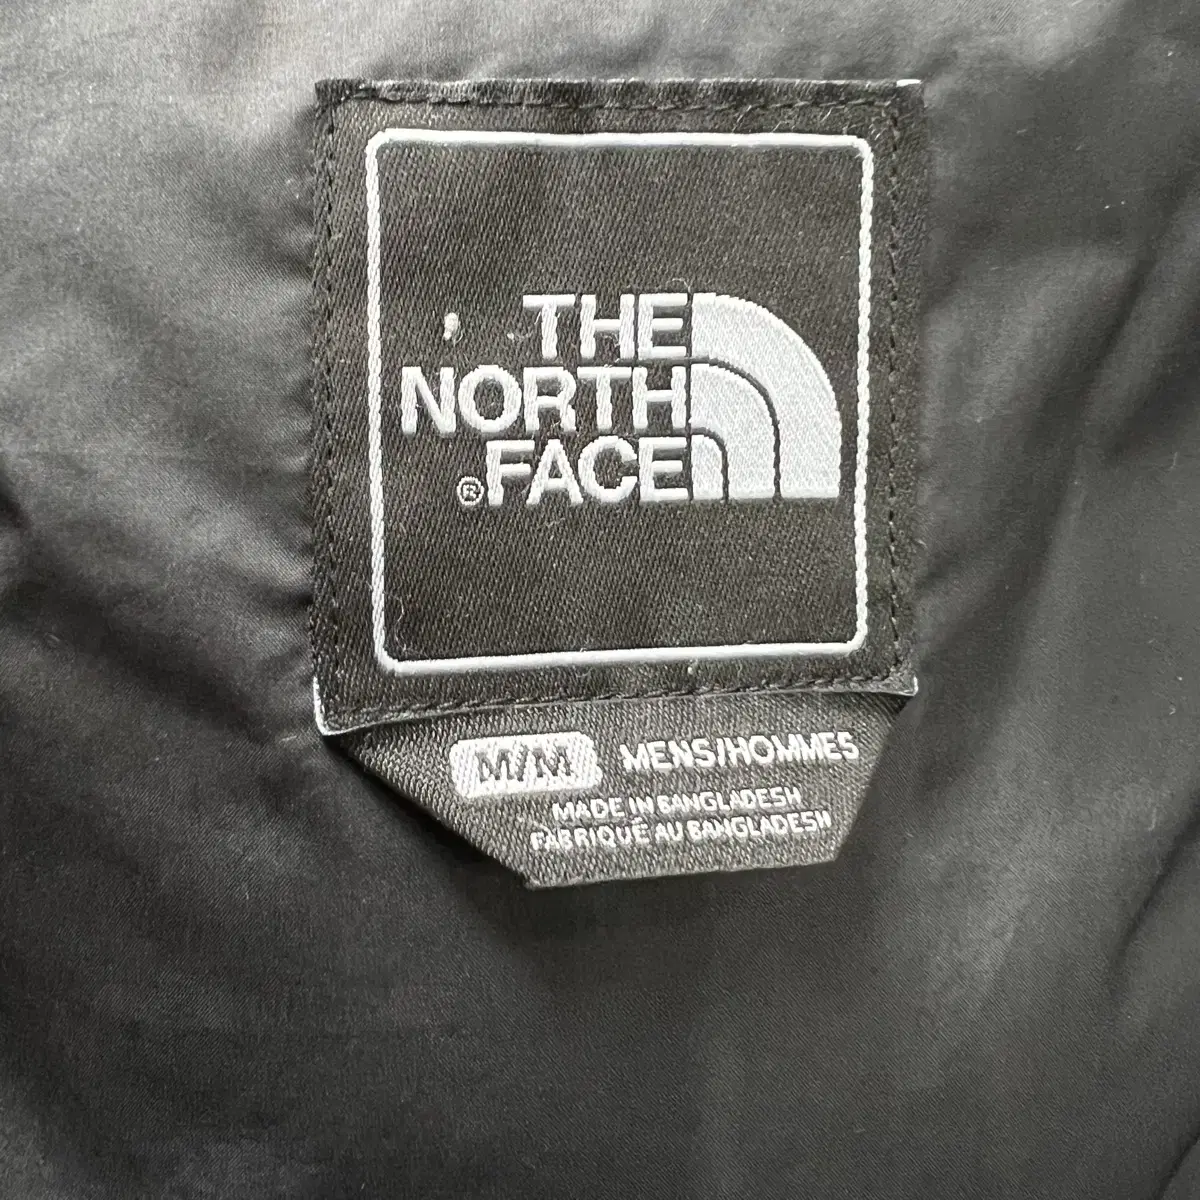 THE
NORTH
®FACE
M/M MENS/HOMMES
MADE IN BANGLADESH
FABRIQUÉ AU BANGLADESH